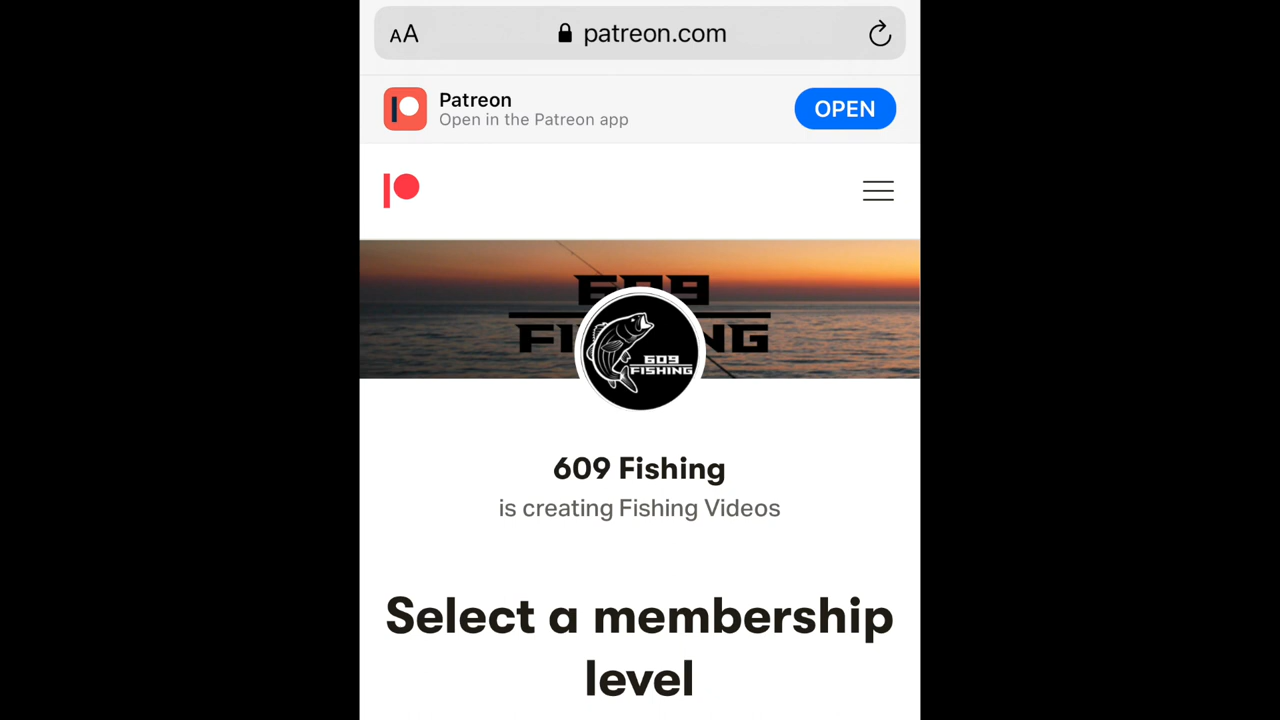 AA patreon.com
Patreon
Open in the Patreon app
OPEN
609
FISHING
609
FISHING
609 Fishing
is creating Fishing Videos
Select a membership
level